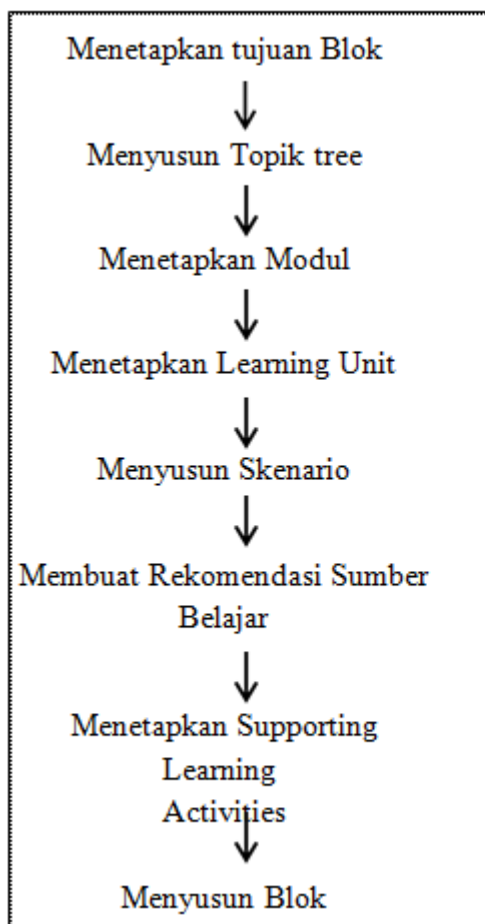 Menetapkan tujuan Blok
Menyusun Topik tree
Menetapkan Modul
Menetapkan Learning Unit
Menyusun Skenario
Membuat Rekomendasi Sumber
Belajar
Menetapkan Supporting
Learning
Activities
Menyusun Blok